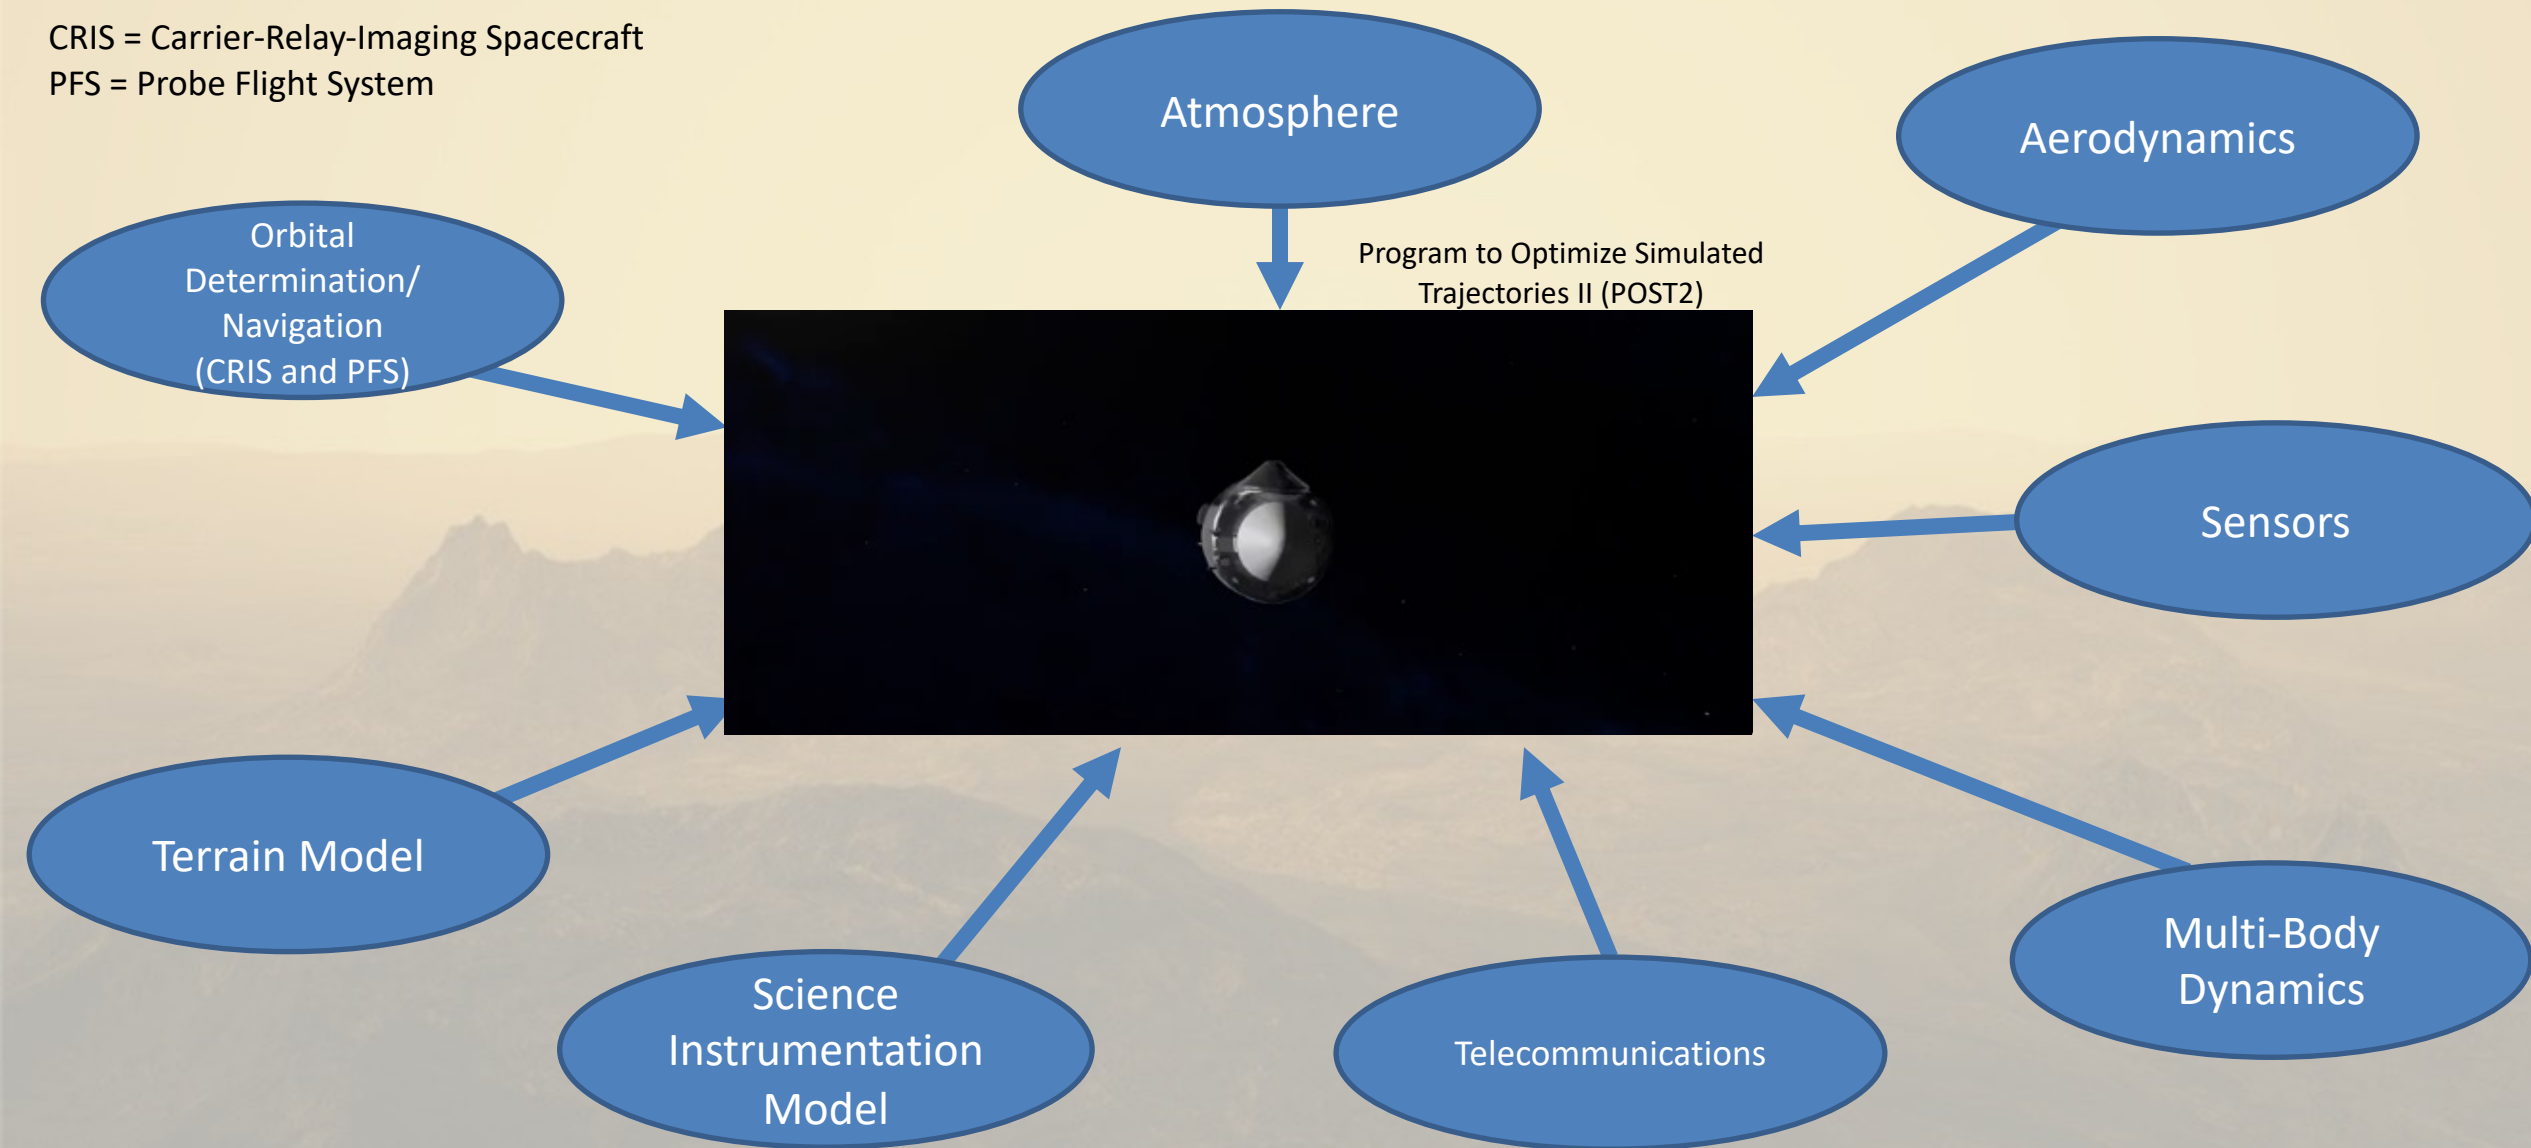 CRIS = Carrier-Relay-Imaging Spacecraft
PFS = Probe Flight System
Atmosphere
Aerodynamics
Orbital
Determination/
Navigation
(CRIS and PFS)
Program to Optimize Simulated
Trajectories II (POST2)
Sensors
Terrain Model
Multi-Body
Dynamics
Science
Instrumentation
Model
Telecommunications